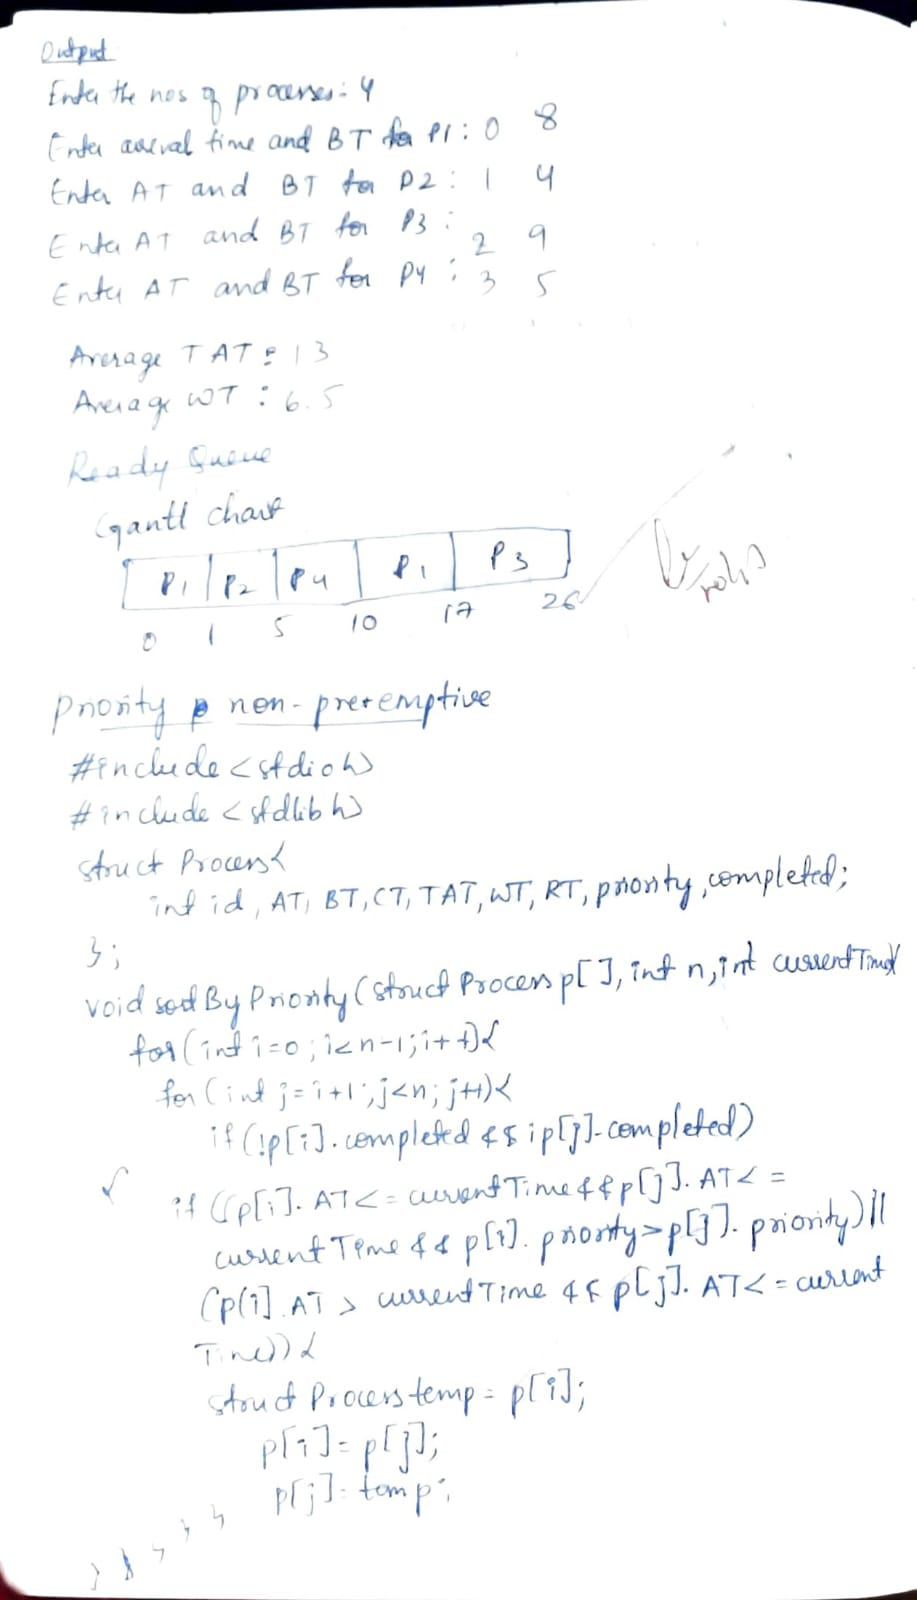 Output
Enter the nos of processes: 4
Enter arrival time and BT for P1: 0 8
Enter AT and BT for P2: 1 4
Enter AT and BT for P3: 2 9
Enter AT and BT for P4: 3 5
Average TAT: 13
Average WT: 6.5
Ready Queue
Gantt chart
P1 P2 P4 P1 P3
0 1 5 10 17 26
Priority non-preemptive
#include <stdio.h>
#include <stdlib.h>
struct Process{
int id, AT, BT, CT, TAT, WT, RT, priority, completed;
};
void sortByPriority(struct Process p[], int n, int currentTime){
for(int i=0; i<n-1; i++){
for(int j=i+1; j<n; j++){
if(!p[i].completed && !p[j].completed)
if((p[i].AT<=currentTime&&p[j].AT<=
currentTime && p[i].priority>p[j].priority)||
(p[i].AT > currentTime && p[j].AT<=current
Time)){
struct Process temp = p[i];
p[i]=p[j];
p[j]=temp;
} } } } }